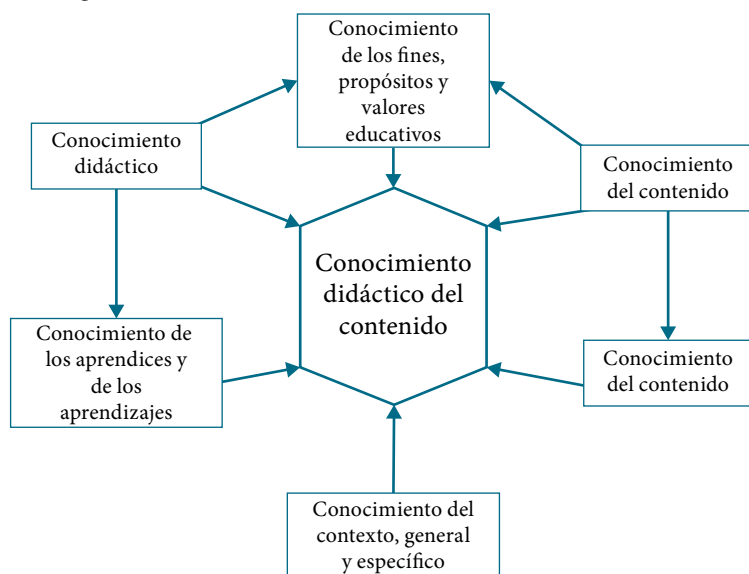 Conocimiento
de los fines,
propósitos y
valores
educativos
Conocimiento
didáctico
Conocimiento
del contenido
Conocimiento
didáctico del
contenido
Conocimiento de
los aprendices y
de los
aprendizajes
Conocimiento
del contenido
Conocimiento del
contexto, general
y específico